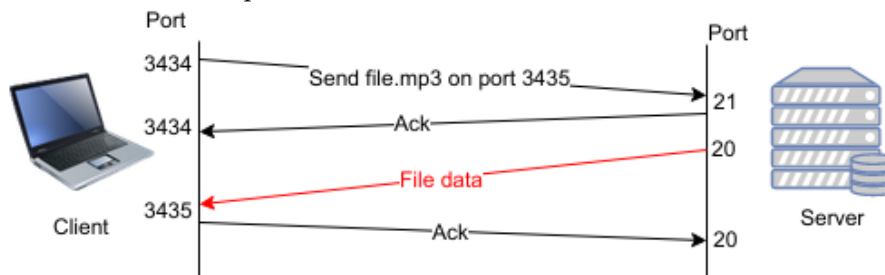 Port
Port
3434
Send file.mp3 on port 3435
21
3434
Ack
20
File data
3435
Client
Ack
20
Server